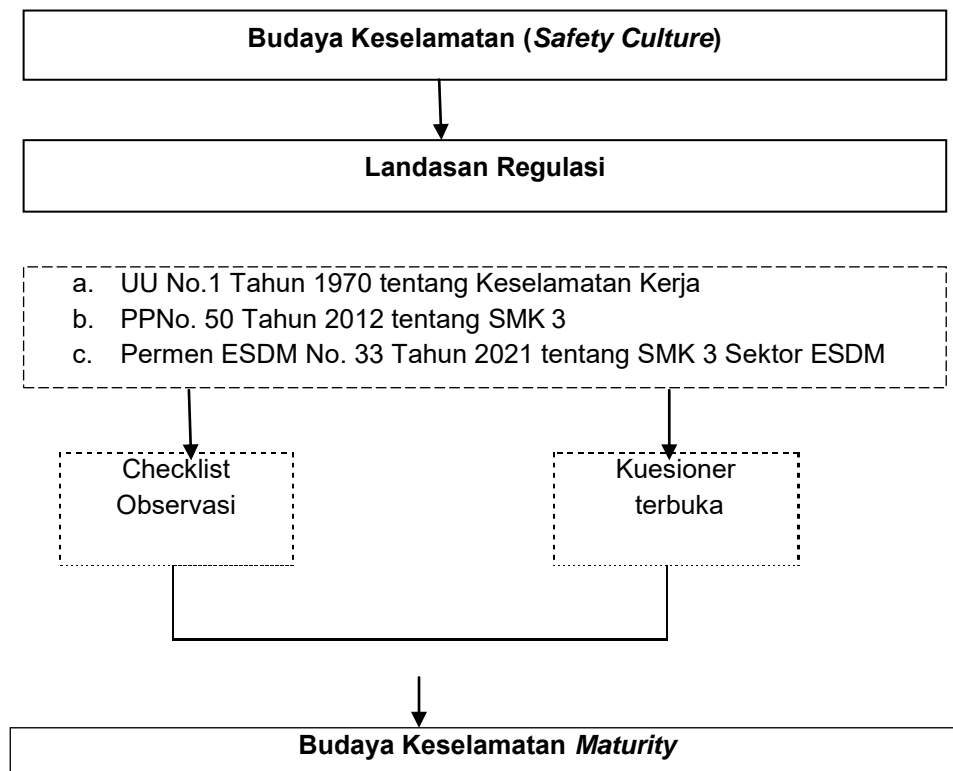 Budaya Keselamatan (Safety Culture)
Landasan Regulasi
a. UU No.1 Tahun 1970 tentang Keselamatan Kerja
b. PPNo. 50 Tahun 2012 tentang SMK 3
c. Permen ESDM No. 33 Tahun 2021 tentang SMK 3 Sektor ESDM
Checklist
Observasi
Kuesioner
terbuka
Budaya Keselamatan Maturity